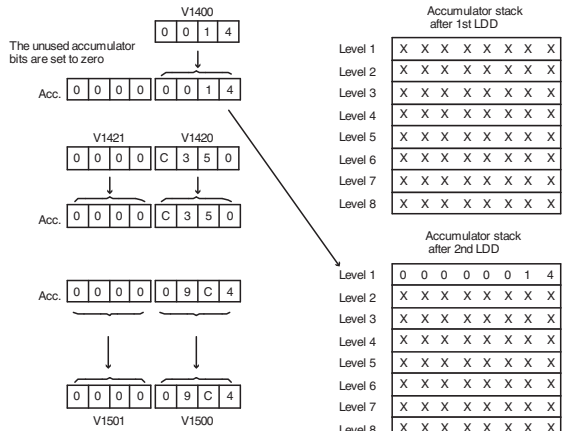 V1400
0 0 1 4
The unused accumulator
bits are set to zero
Acc. 0 0 0 0 0 0 1 4
V1421 V1420
0 0 0 0 C 3 5 0
Acc. 0 0 0 0 C 3 5 0
Acc. 0 0 0 0 0 9 C 4
0 0 0 0 0 9 C 4
V1501 V1500
Accumulator stack
after 1st LDD
Level 1 X X X X X X X X
Level 2 X X X X X X X X
Level 3 X X X X X X X X
Level 4 X X X X X X X X
Level 5 X X X X X X X X
Level 6 X X X X X X X X
Level 7 X X X X X X X X
Level 8 X X X X X X X X
Accumulator stack
after 2nd LDD
Level 1 0 0 0 0 0 0 1 4
Level 2 X X X X X X X X
Level 3 X X X X X X X X
Level 4 X X X X X X X X
Level 5 X X X X X X X X
Level 6 X X X X X X X X
Level 7 X X X X X X X X
Level 8 X X X X X X X X